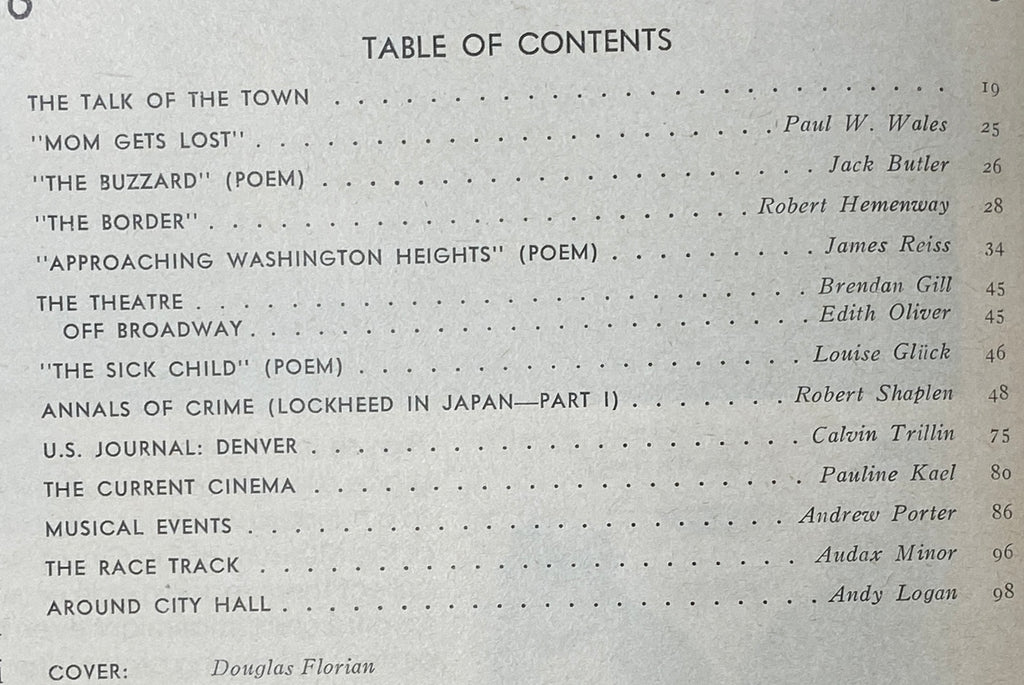 TABLE OF CONTENTS
THE TALK OF THE TOWN . . . . . . . . . . . . . . . . . . . . . . . . . . 19
"MOM GETS LOST" . . . . . . . . . . . . . . . . . . . . . . Paul W. Wales 25
"THE BUZZARD" (POEM) . . . . . . . . . . . . . . . . . . . . . Jack Butler 26
"THE BORDER" . . . . . . . . . . . . . . . . . . . . . . Robert Hemenway 28
"APPROACHING WASHINGTON HEIGHTS" (POEM) . . . . . . . . . James Reiss 34
THE THEATRE . . . . . . . . . . . . . . . . . . . . . . . . . Brendan Gill 45
OFF BROADWAY . . . . . . . . . . . . . . . . . . . . . . . Edith Oliver 45
"THE SICK CHILD" (POEM) . . . . . . . . . . . . . . . . . . Louise Glück 46
ANNALS OF CRIME (LOCKHEED IN JAPAN—PART I) . . . . . . . Robert Shaplen 48
U.S. JOURNAL: DENVER . . . . . . . . . . . . . . . . . . . . Calvin Trillin 75
THE CURRENT CINEMA . . . . . . . . . . . . . . . . . . . . Pauline Kael 80
MUSICAL EVENTS . . . . . . . . . . . . . . . . . . . . . . Andrew Porter 86
THE RACE TRACK . . . . . . . . . . . . . . . . . . . . . . Audax Minor 96
AROUND CITY HALL . . . . . . . . . . . . . . . . . . . . . . Andy Logan 98
COVER: Douglas Florian